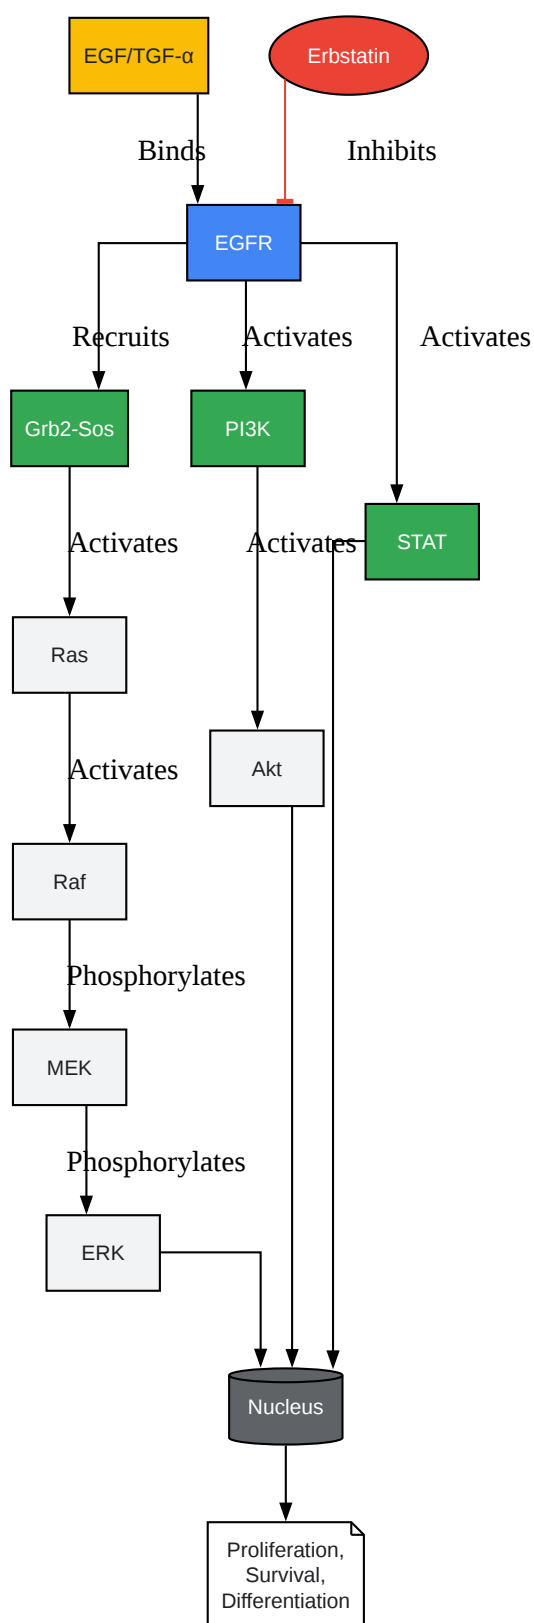 EGF/TGF-α
Erbstatin
Binds
Inhibits
EGFR
Recruits
Activates
Activates
Grb2-Sos
PI3K
STAT
Activates
Activates
Ras
Akt
Activates
Raf
Phosphorylates
MEK
Phosphorylates
ERK
Nucleus
Proliferation,
Survival,
Differentiation